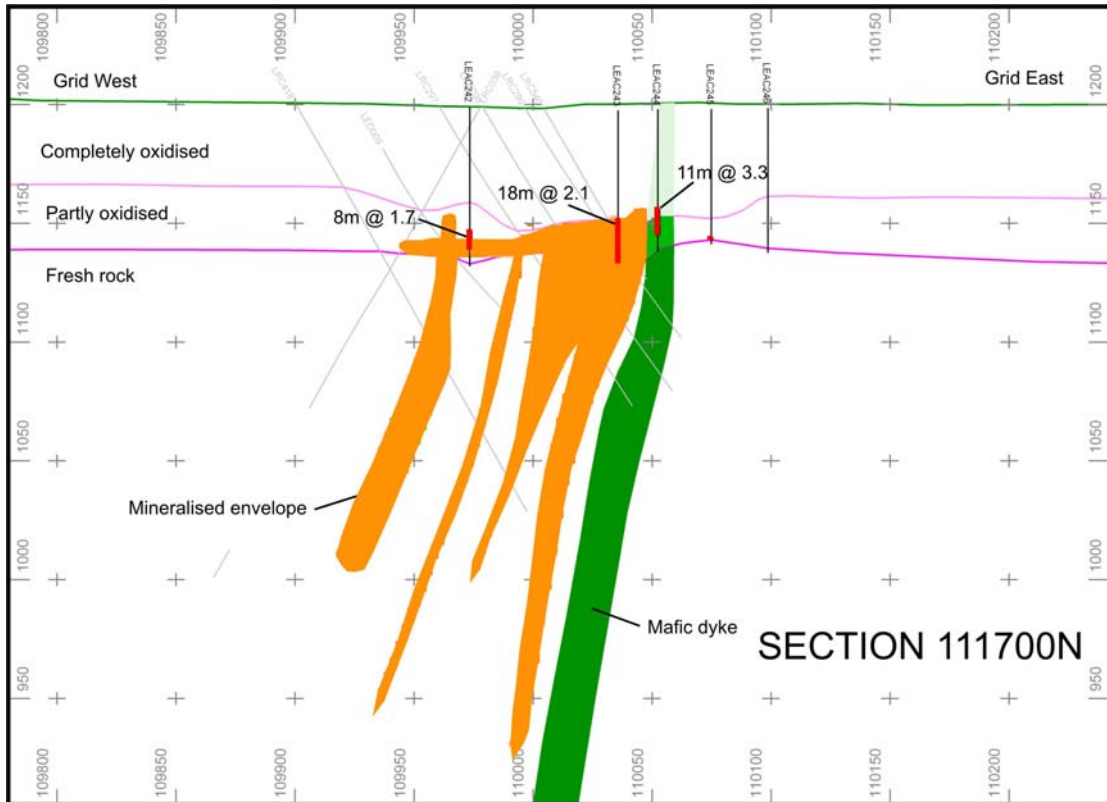 109800
109850
109900
109950
110000
110050
110100
110150
110200
Grid West
Grid East
1200
1200
LRC397
LED009
LEAC242
LEAC243
LEAC244
LEAC245
LEAC246
Completely oxidised
11m @ 3.3
18m @ 2.1
8m @ 1.7
1150
1150
Partly oxidised
Fresh rock
1100
1100
1050
1050
Mineralised envelope
1000
1000
Mafic dyke
SECTION 111700N
950
950
109800
109850
109900
109950
110000
110050
110100
110150
110200